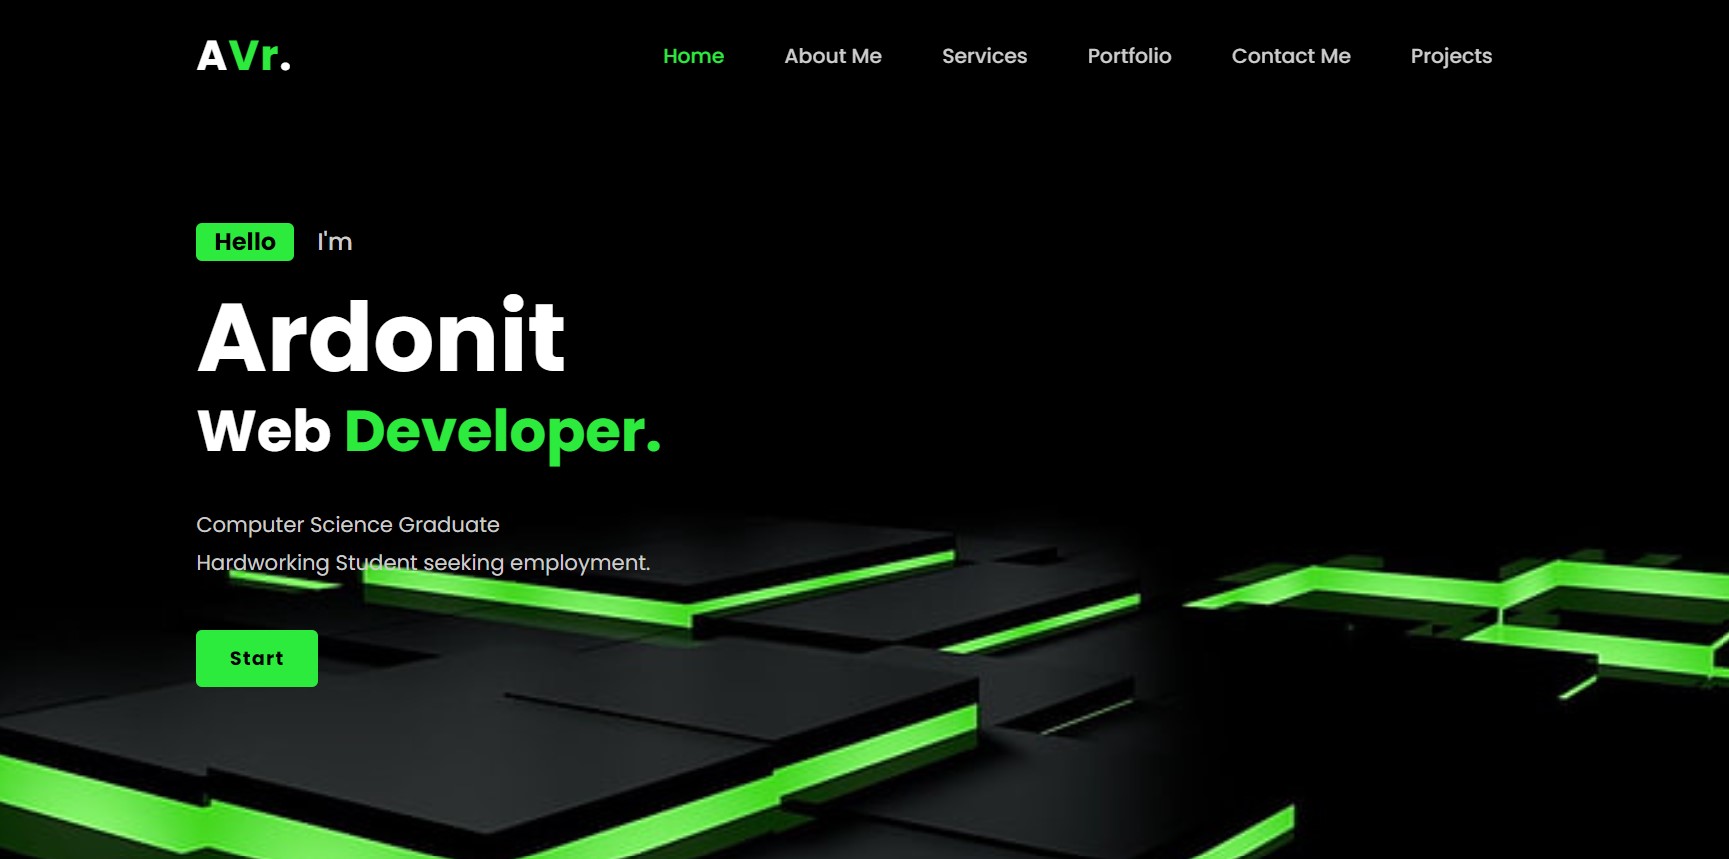 AVr.
Home About Me Services Portfolio Contact Me Projects
Hello I'm
Ardonit
Web Developer.
Computer Science Graduate
Hardworking Student seeking employment.
Start